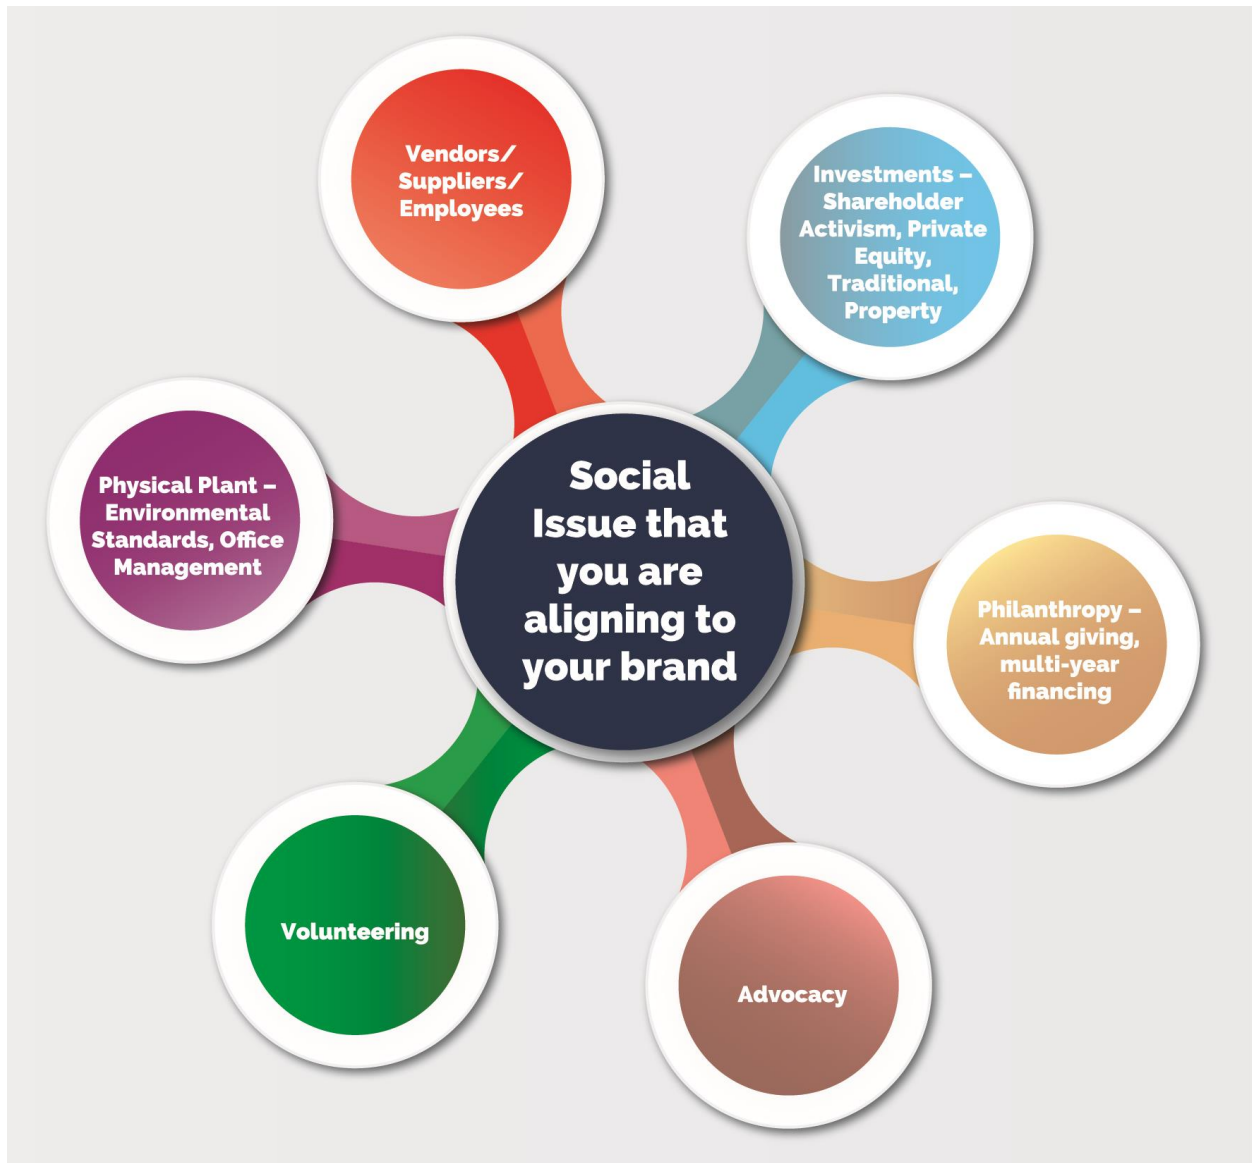 Vendors/
Suppliers/
Employees
Investments –
Shareholder
Activism, Private
Equity,
Traditional,
Property
Physical Plant –
Environmental
Standards, Office
Management
Social
Issue that
you are
aligning to
your brand
Philanthropy –
Annual giving,
multi-year
financing
Volunteering
Advocacy